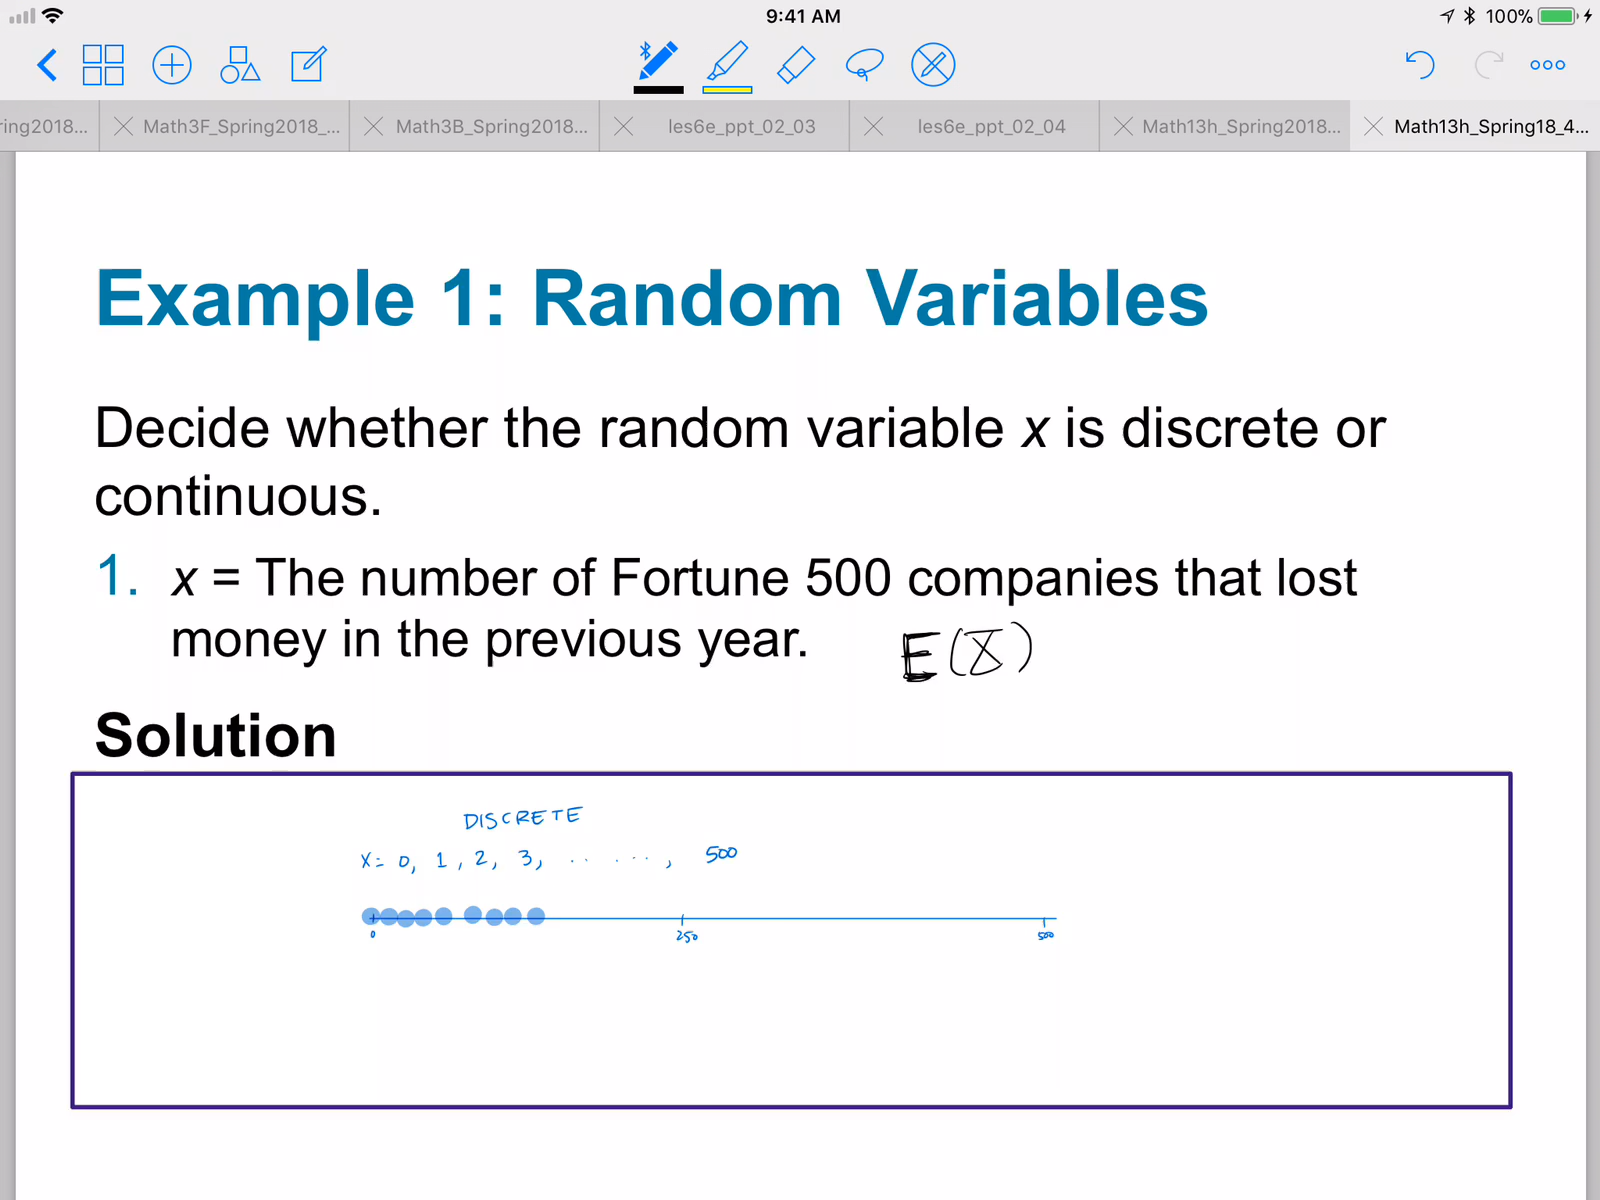 9:41 AM
100%
ring2018...
Math3F_Spring2018_...
Math3B_Spring2018...
les6e_ppt_02_03
les6e_ppt_02_04
Math13h_Spring2018...
Math13h_Spring18_4...
Example 1: Random Variables
Decide whether the random variable x is discrete or
continuous.
1. x = The number of Fortune 500 companies that lost
money in the previous year.
E(X)
Solution
DISCRETE
X= 0, 1, 2, 3, ......, 500
0 250 500